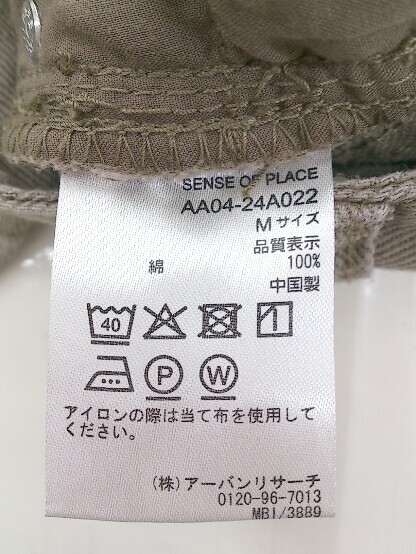 SENSE OF PLACE
AA04-24A022
Mサイズ
品質表示
綿 100%
中国製
40
P W
アイロンの際は当て布を使用して
ください。
(株)アーバンリサーチ
0120-96-7013
MBI/3889